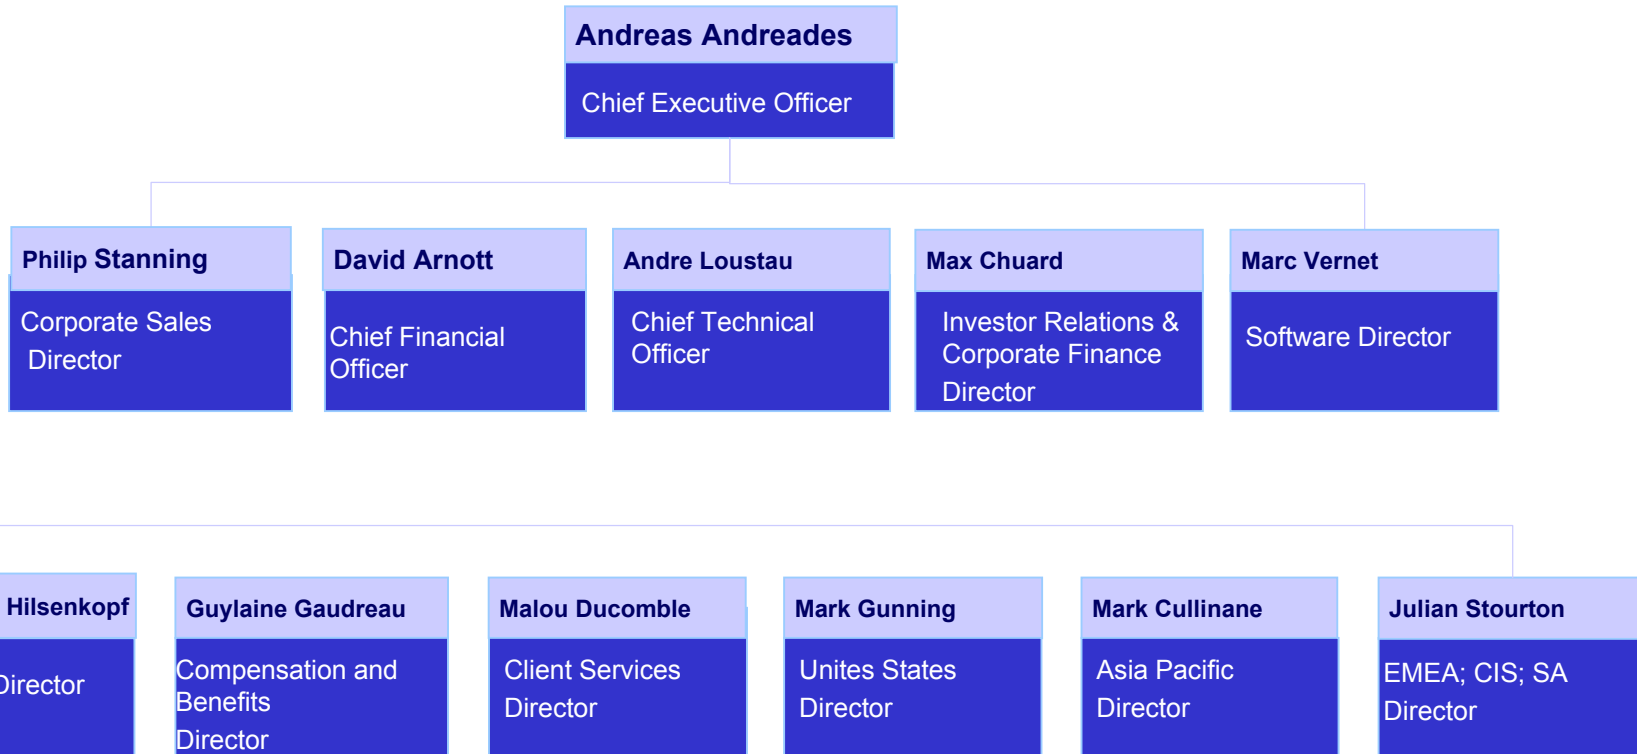 Andreas Andreades
Chief Executive Officer
Philip Stanning
Corporate Sales
Director
David Arnott
Chief Financial
Officer
Andre Loustau
Chief Technical
Officer
Max Chuard
Investor Relations &
Corporate Finance
Director
Marc Vernet
Software Director
Hilsenkopf
Director
Guylaine Gaudreau
Compensation and
Benefits
Director
Malou Ducomble
Client Services
Director
Mark Gunning
Unites States
Director
Mark Cullinane
Asia Pacific
Director
Julian Stourton
EMEA; CIS; SA
Director